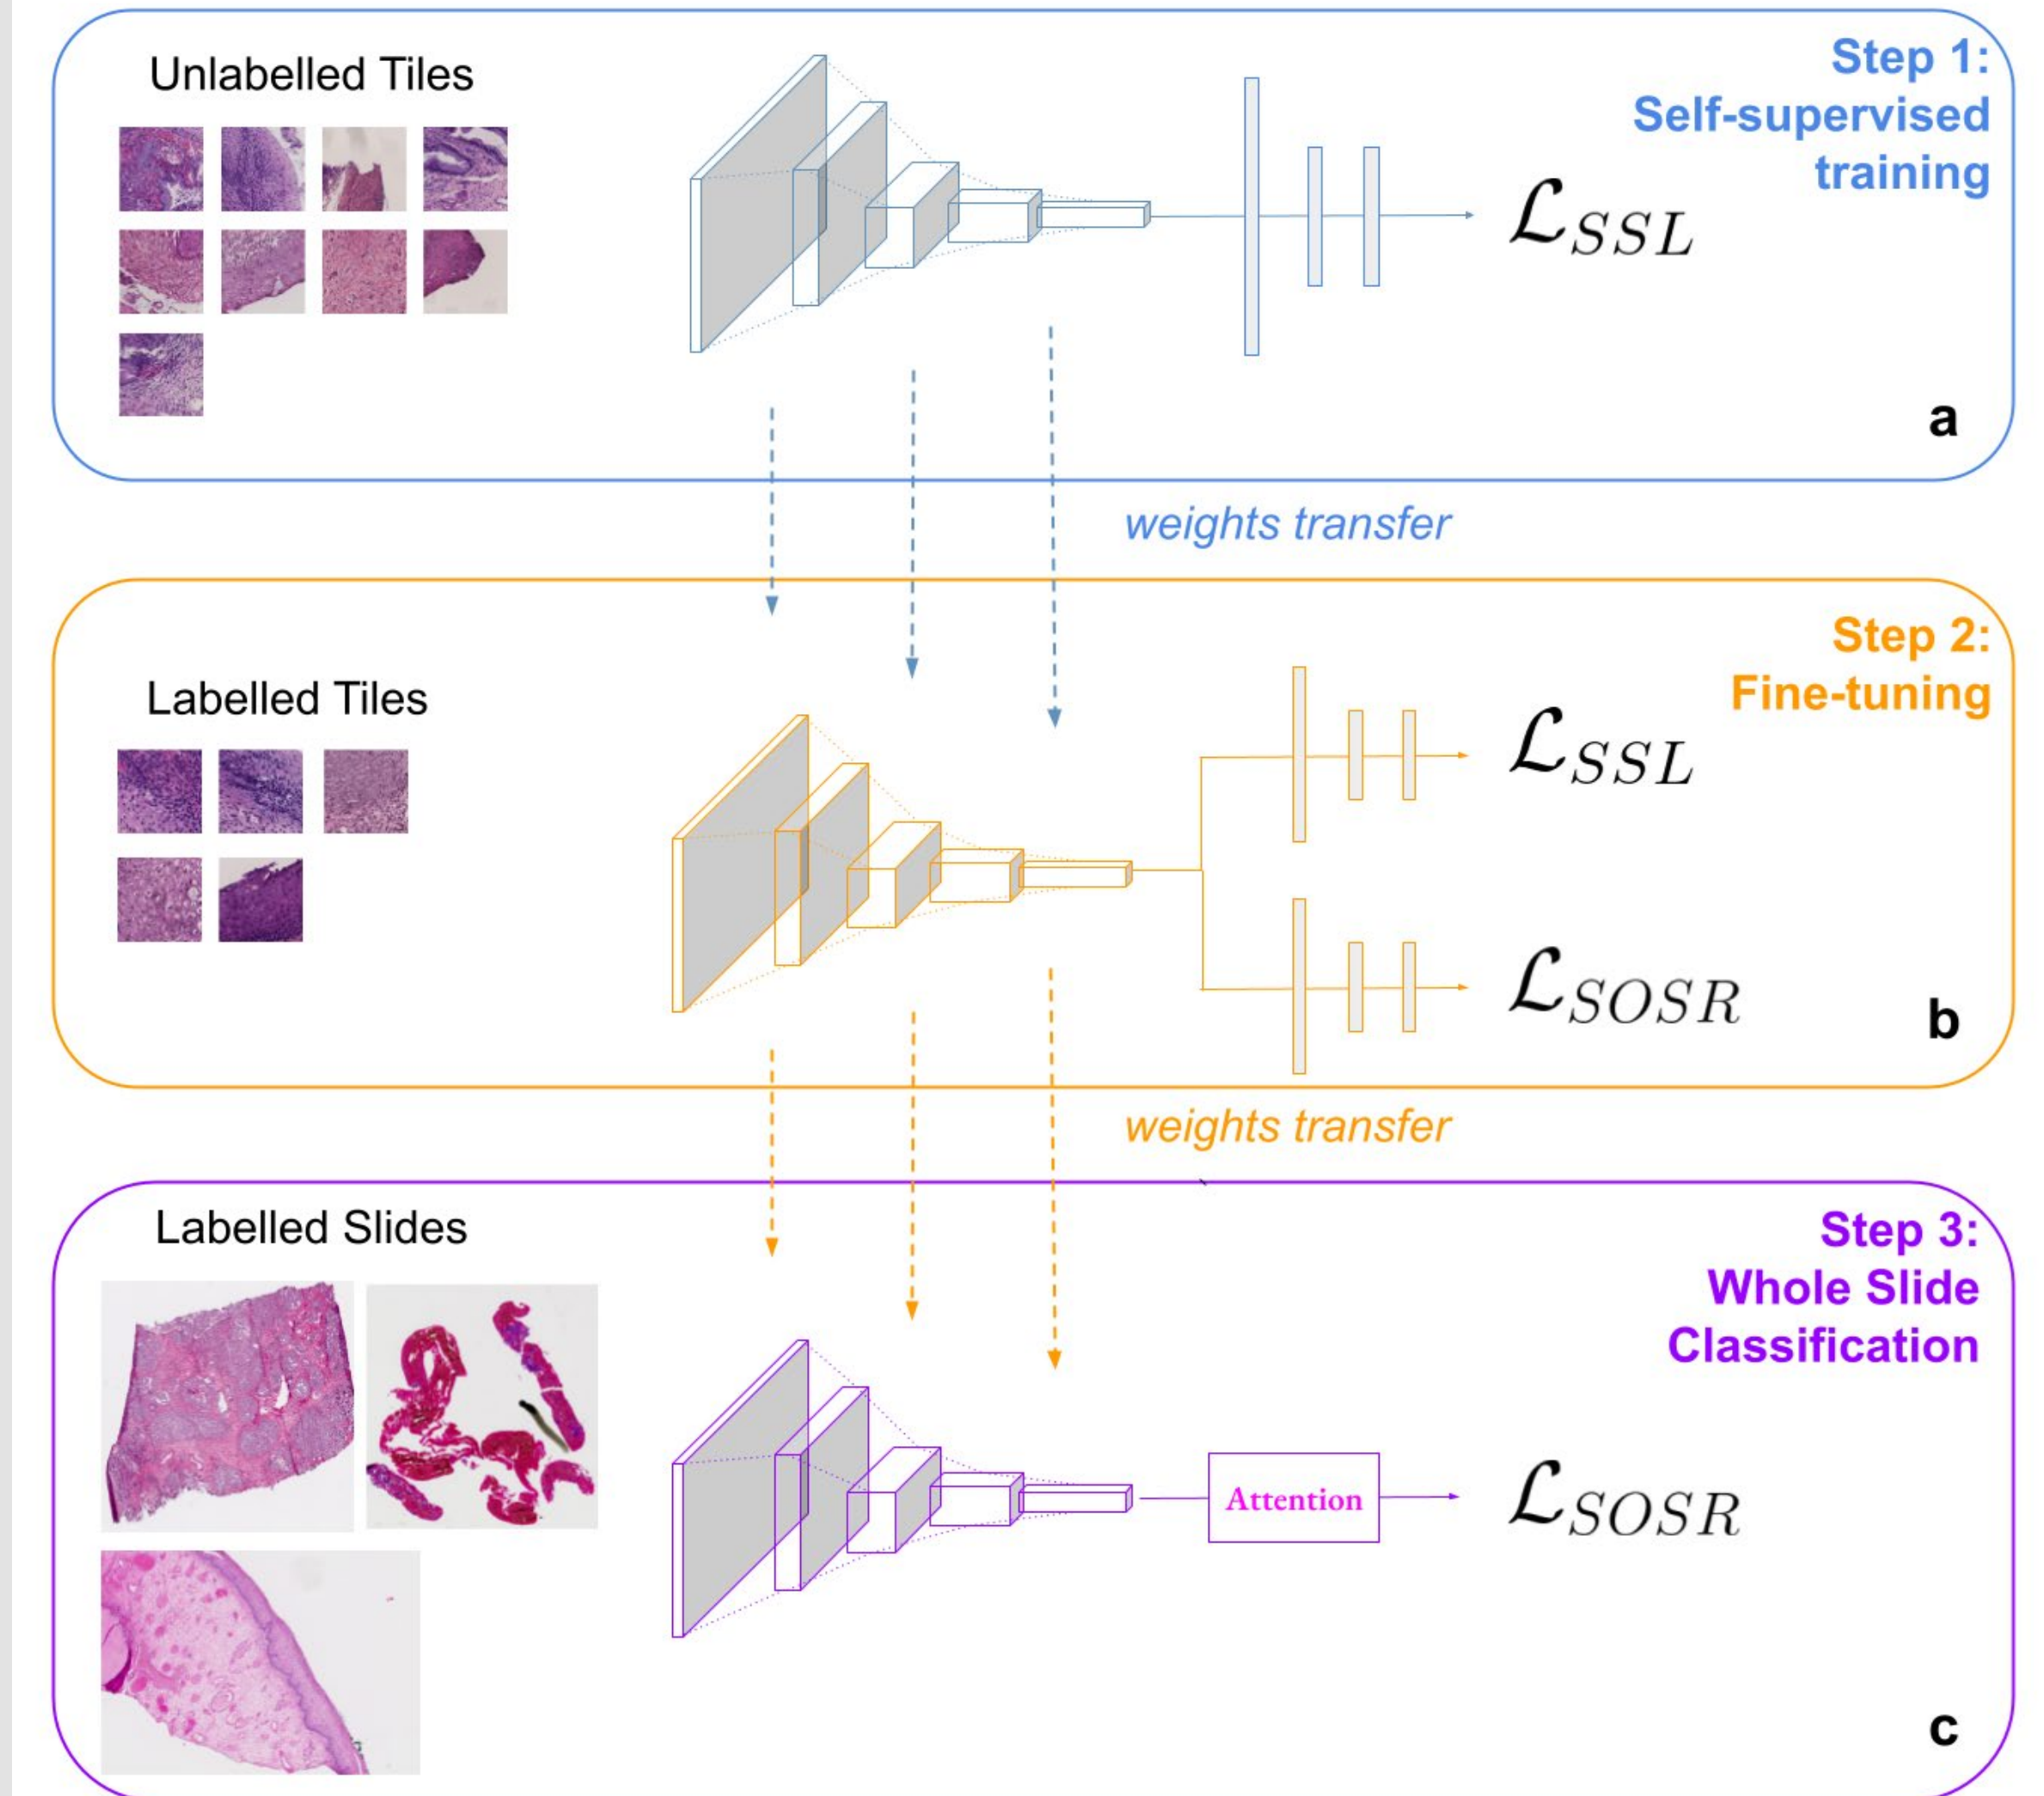 Unlabelled Tiles
Step 1:
Self-supervised
training
ℒSSL
a
weights transfer
Step 2:
Fine-tuning
Labelled Tiles
ℒSSL
ℒSOSR
b
weights transfer
Labelled Slides
Step 3:
Whole Slide
Classification
Attention
ℒSOSR
c